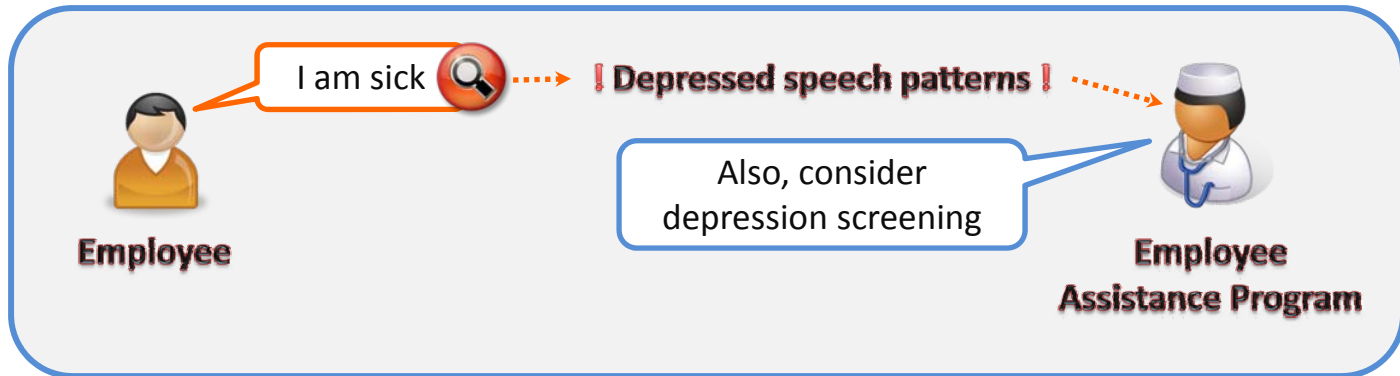 I am sick
! Depressed speech patterns !
Also, consider
depression screening
Employee
Employee
Assistance Program